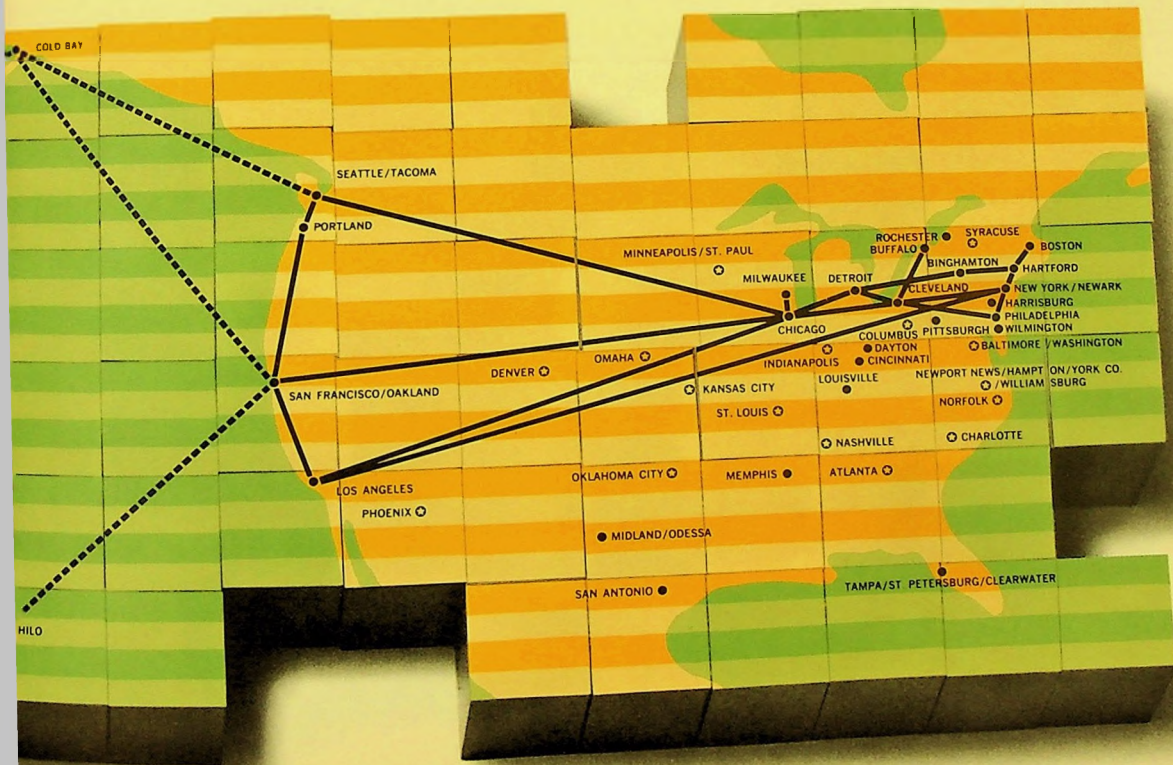 COLD BAY
SEATTLE/TACOMA
PORTLAND
MINNEAPOLIS/ST. PAUL
MILWAUKEE
CHICAGO
DETROIT
ROCHESTER
SYRACUSE
BUFFALO
BOSTON
BINGHAMTON
HARTFORD
CLEVELAND
NEW YORK/NEWARK
HARRISBURG
PHILADELPHIA
COLUMBUS
PITTSBURGH
WILMINGTON
BALTIMORE/WASHINGTON
DAYTON
INDIANAPOLIS
CINCINNATI
OMAHA
DENVER
SAN FRANCISCO/OAKLAND
KANSAS CITY
LOUISVILLE
NEWPORT NEWS/HAMPTON/YORK CO.
/WILLIAMSBURG
ST. LOUIS
NORFOLK
NASHVILLE
CHARLOTTE
OKLAHOMA CITY
MEMPHIS
ATLANTA
LOS ANGELES
PHOENIX
MIDLAND/ODESSA
SAN ANTONIO
TAMPA/ST PETERSBURG/CLEARWATER
HILO